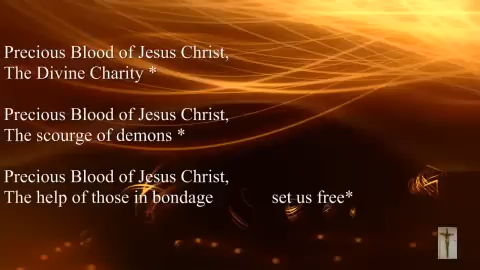 Precious Blood of Jesus Christ,
The Divine Charity *
Precious Blood of Jesus Christ,
The scourge of demons *
Precious Blood of Jesus Christ,
The help of those in bondage set us free*